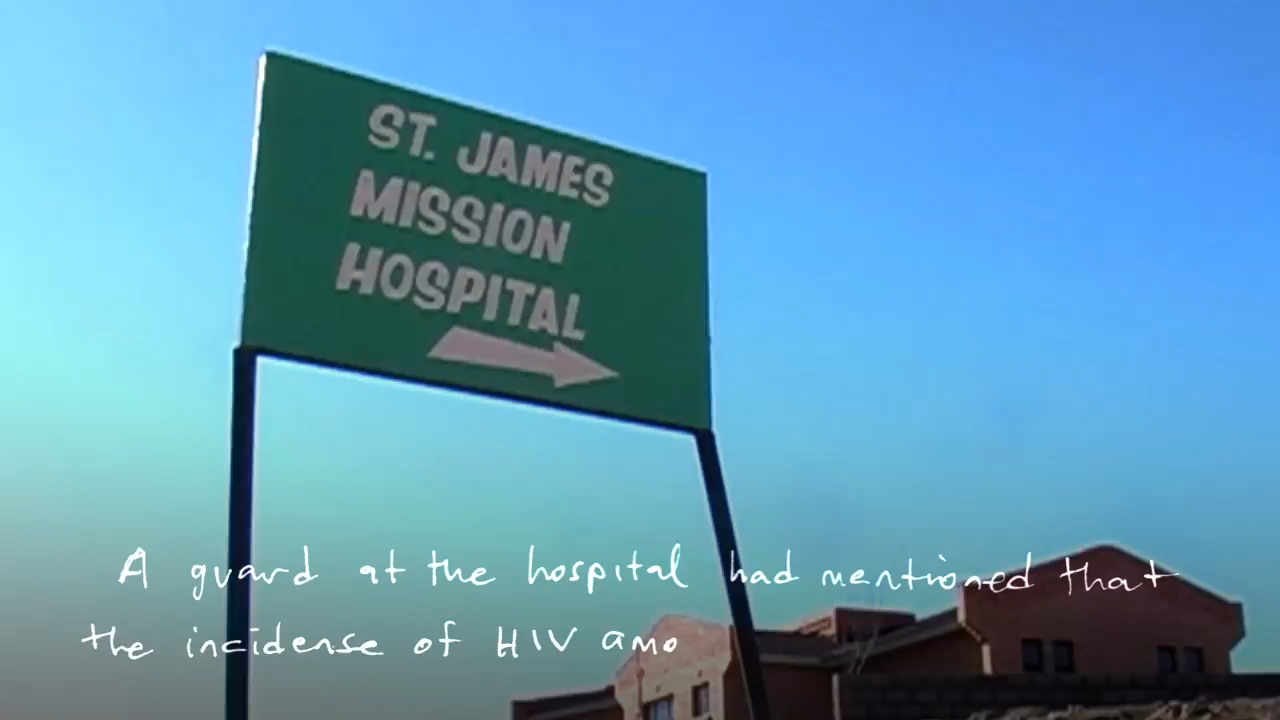 ST. JAMES
MISSION
HOSPITAL
A guard at the hospital had mentioned that
the incidense of HIV amo